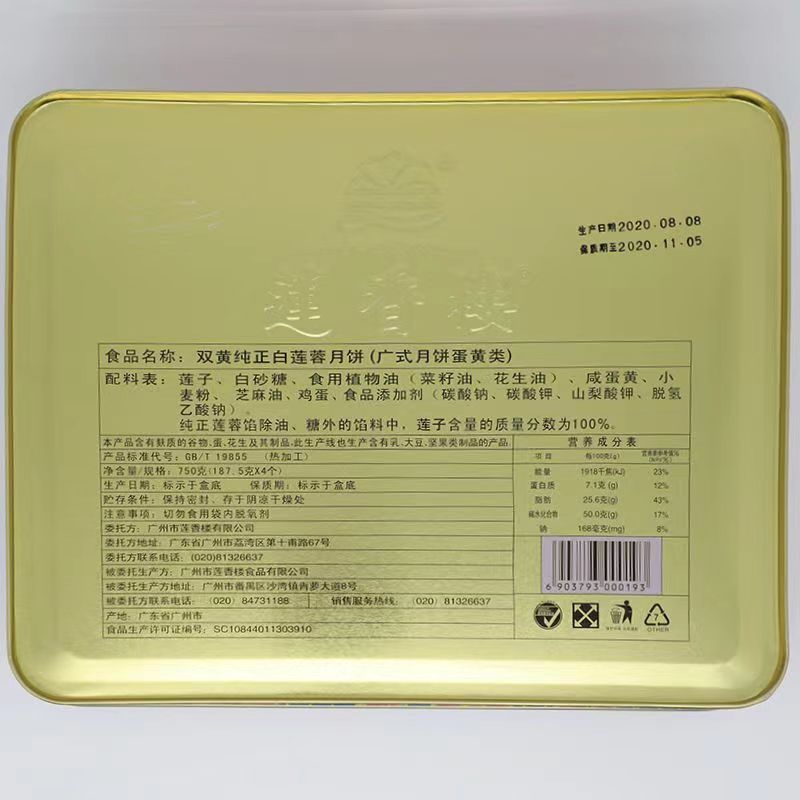 生产日期2020.08.08
保质期至2020.11.05
蓮香樓®
食品名称: 双黄纯正白莲蓉月饼(广式月饼蛋黄类)
配料表: 莲子、白砂糖、食用植物油(菜籽油、花生油)、咸蛋黄、小
麦粉、芝麻油、鸡蛋、食品添加剂(碳酸钠、碳酸钾、山梨酸钾、脱氢
乙酸钠)。
纯正莲蓉馅除油、糖外的馅料中，莲子含量的质量分数为100%。
本产品含有麸质的谷物、蛋、花生及其制品,此生产线也生产含有乳、大豆、坚果类制品的产品
产品标准代号: GB/T 19855 (热加工)
净含量/规格: 750克(187.5克X4个)
生产日期: 标示于盒底 保质期: 标示于盒底
贮存条件: 保持密封、存于阴凉干燥处
注意事项: 切勿食用袋内脱氧剂
委托方: 广州市莲香楼有限公司
委托方地址: 广东省广州市荔湾区第十甫路67号
委托方联系电话: (020)81326637
被委托生产方: 广州市莲香楼食品有限公司
被委托生产方地址: 广州市番禺区沙湾镇青萝大道8号
被委托方联系电话: (020) 84731188 销售服务热线: (020) 81326637
产地: 广东省广州市
食品生产许可证编号: SC10844011303910
营养成分表
项目 每100克(g) 营养素参考值%(NRV%)
能量 1918千焦(kJ) 23%
蛋白质 7.1克(g) 12%
脂肪 25.6克(g) 43%
碳水化合物 50.0克(g) 17%
钠 168毫克(mg) 8%
6 903793 000193
7
OTHER